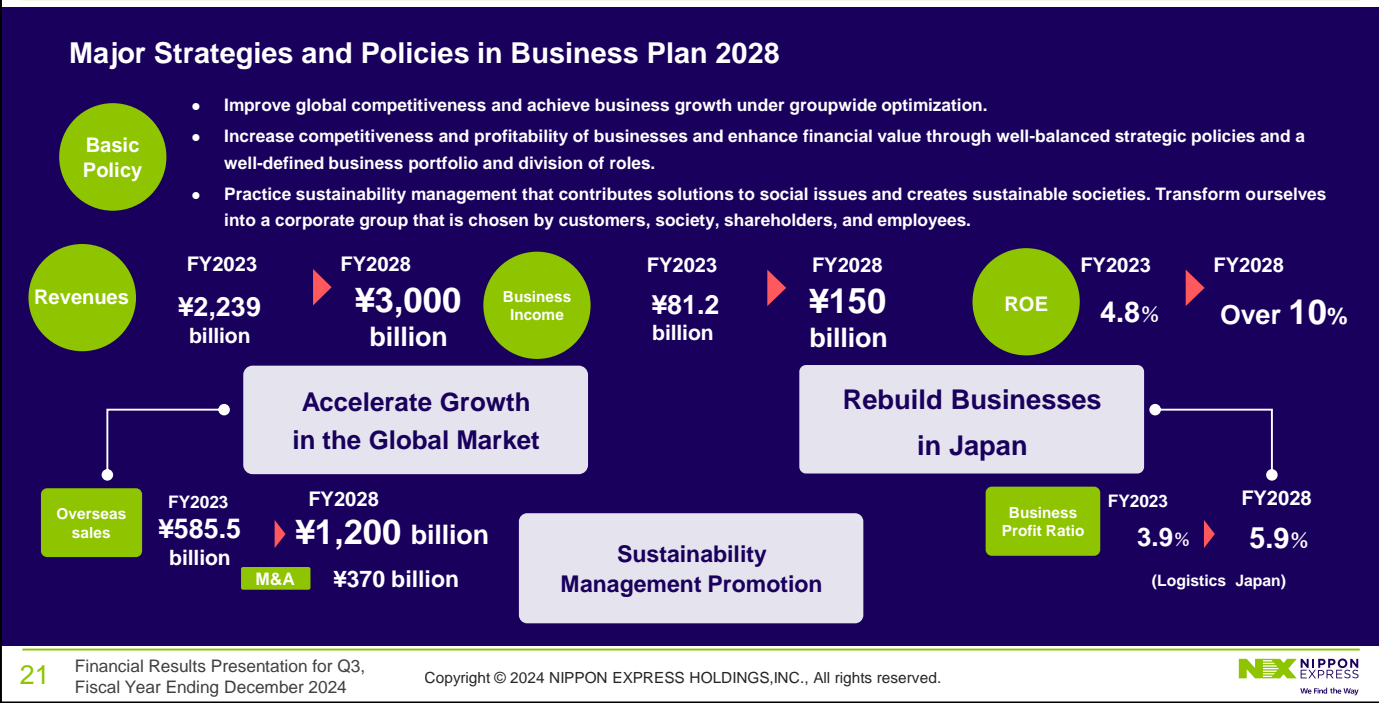 Major Strategies and Policies in Business Plan 2028
Basic
Policy
● Improve global competitiveness and achieve business growth under groupwide optimization.
● Increase competitiveness and profitability of businesses and enhance financial value through well-balanced strategic policies and a
well-defined business portfolio and division of roles.
● Practice sustainability management that contributes solutions to social issues and creates sustainable societies. Transform ourselves
into a corporate group that is chosen by customers, society, shareholders, and employees.
Revenues
FY2023
¥2,239
billion
FY2028
¥3,000
billion
Business
Income
FY2023
¥81.2
billion
FY2028
¥150
billion
ROE
FY2023
4.8%
FY2028
Over 10%
Accelerate Growth
in the Global Market
Rebuild Businesses
in Japan
Overseas
sales
FY2023
¥585.5
billion
FY2028
¥1,200 billion
M&A ¥370 billion
Sustainability
Management Promotion
Business
Profit Ratio
FY2023
3.9%
FY2028
5.9%
(Logistics Japan)
21
Financial Results Presentation for Q3,
Fiscal Year Ending December 2024
Copyright © 2024 NIPPON EXPRESS HOLDINGS,INC., All rights reserved.
NX NIPPON
EXPRESS
We Find the Way